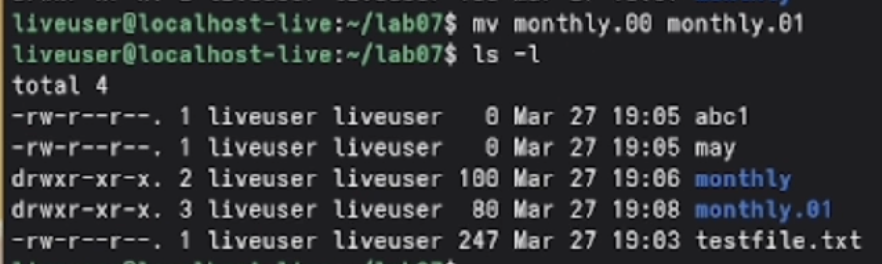 liveuser@localhost-live:~/lab07$ mv monthly.00 monthly.01
liveuser@localhost-live:~/lab07$ ls -l
total 4
-rw-r--r--. 1 liveuser liveuser   0 Mar 27 19:05 abc1
-rw-r--r--. 1 liveuser liveuser   0 Mar 27 19:05 may
drwxr-xr-x. 2 liveuser liveuser 100 Mar 27 19:06 monthly
drwxr-xr-x. 3 liveuser liveuser  80 Mar 27 19:08 monthly.01
-rw-r--r--. 1 liveuser liveuser 247 Mar 27 19:03 testfile.txt